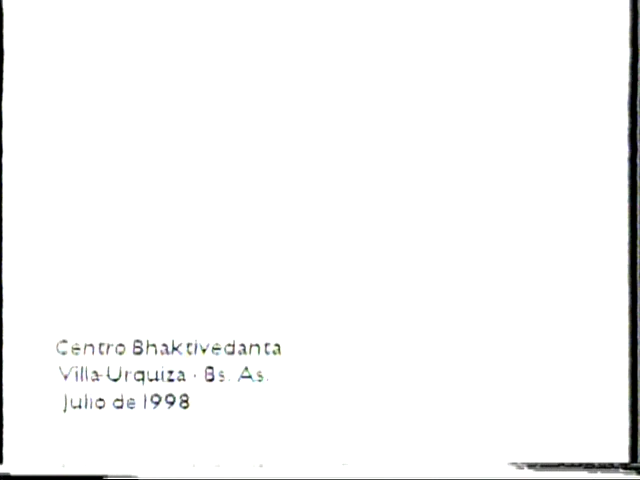 Centro Bhaktivedanta
Villa Urquiza - Bs. As.
Julio de 1998